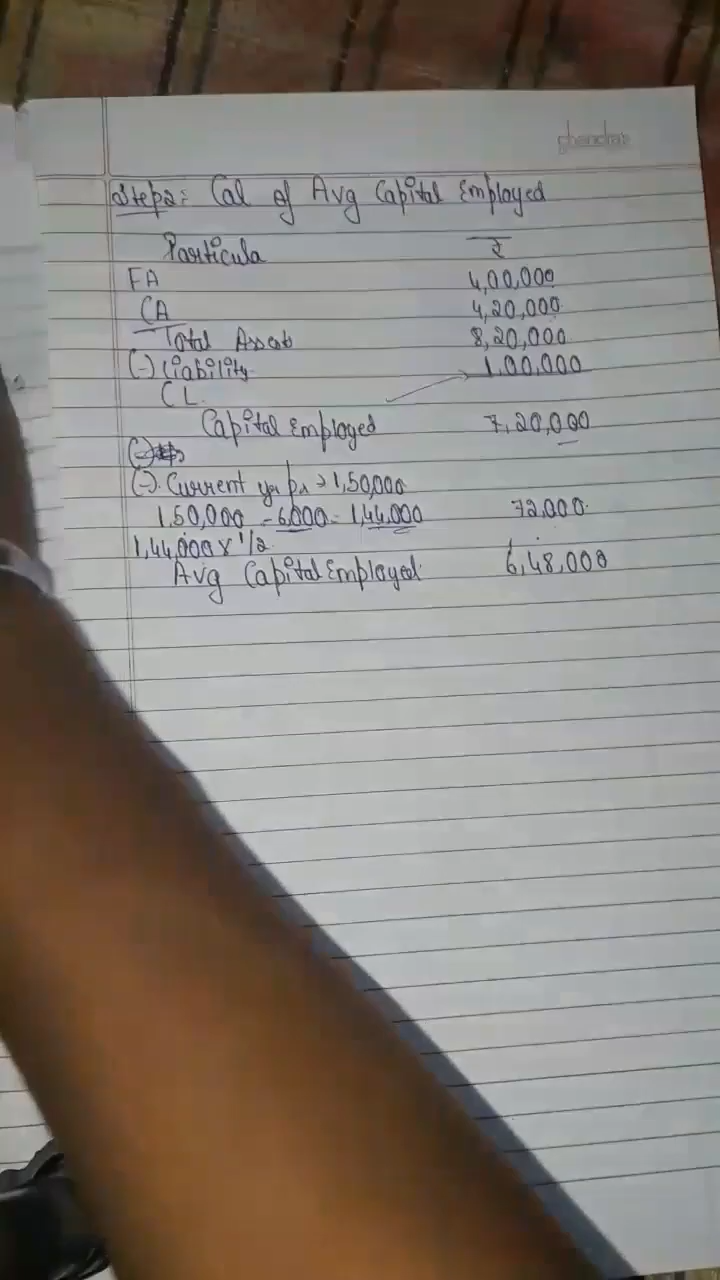 chandras
Step2: Cal of Avg Capital Employed
Particula ₹
FA 4,00,000
CA 4,20,000
Total Assets 8,20,000
(-) Liability 1,00,000
CL
Capital Employed 7,20,000
(-)
(-) Current yr pr → 1,50,000
1,50,000 - 6,000 = 1,44,000 72,000
1,44,000 x 1/2
Avg Capital Employed 6,48,000